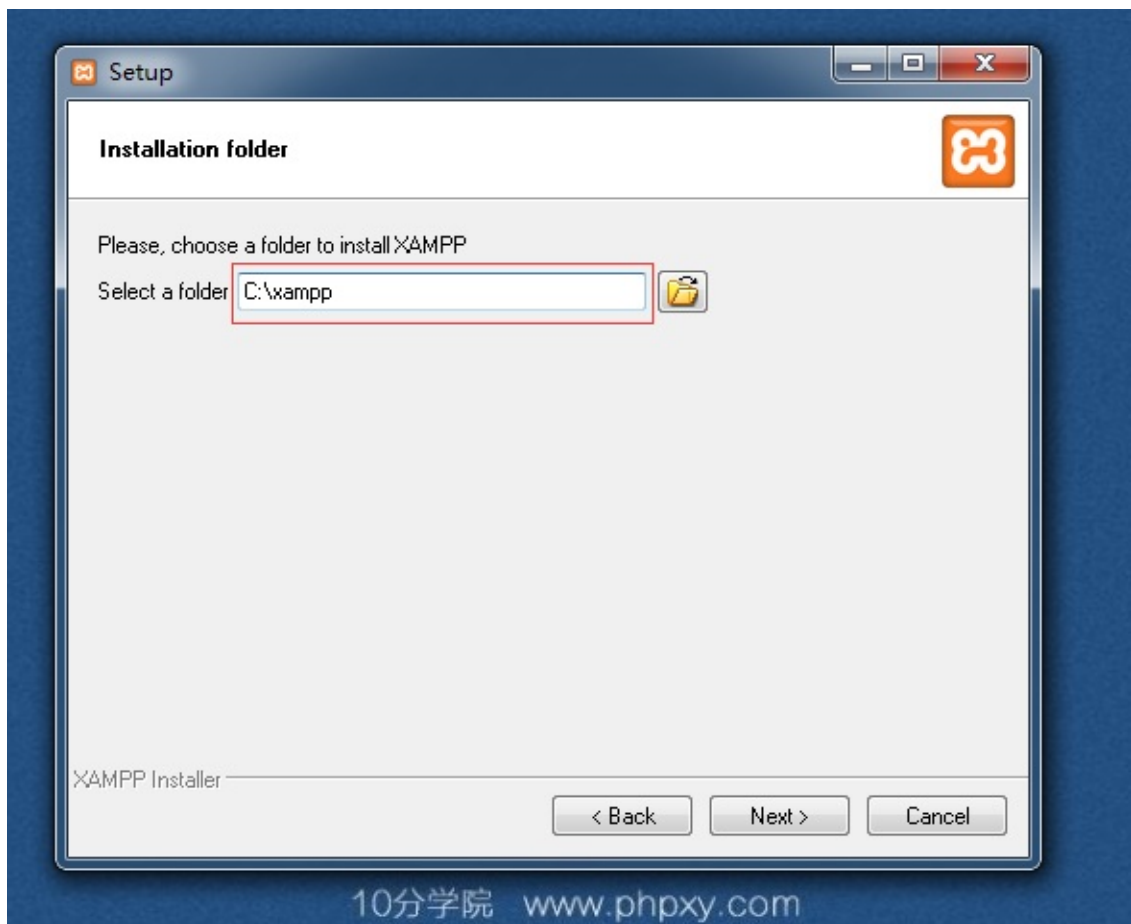 Setup
Installation folder
Please, choose a folder to install XAMPP
Select a folder C:\xampp
XAMPP Installer
< Back Next > Cancel
10分学院 www.phpxy.com